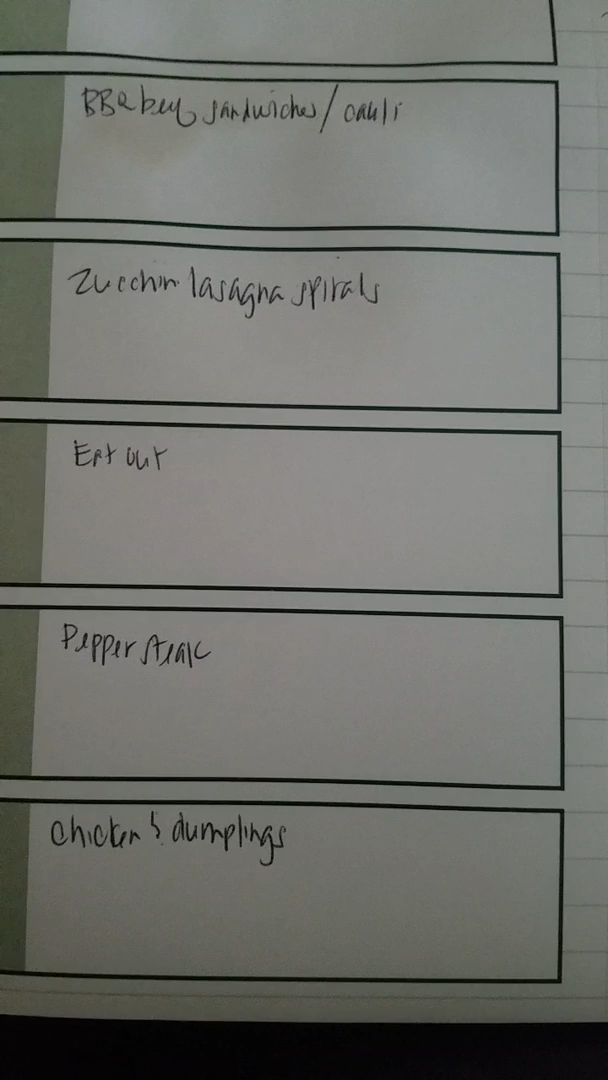 BBQ beef sandwiches / cauli
Zucchini lasagna spirals
Eat out
Pepper steak
Chicken & dumplings